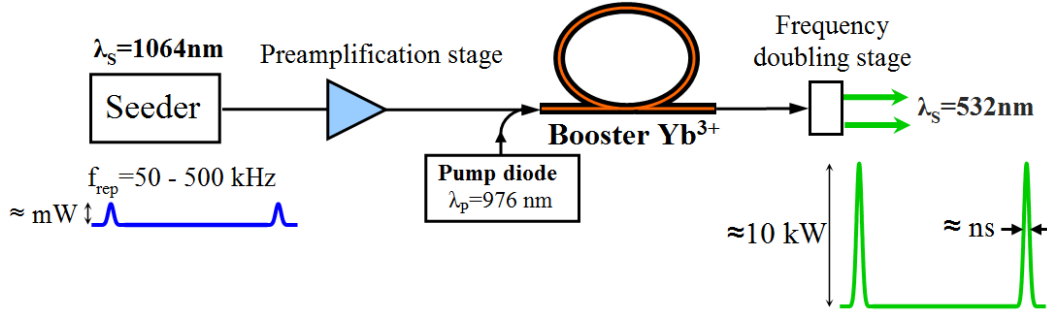 λS=1064nm
Seeder
Preamplification stage
Booster Yb3+
Pump diode
λP=976 nm
Frequency
doubling stage
λS=532nm
frep=50 - 500 kHz
≈ mW
≈10 kW
≈ ns